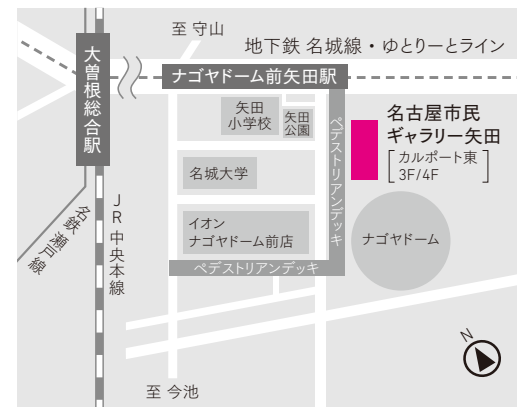 至 守山
地下鉄 名城線・ゆとりーとライン
大曽根総合駅
ナゴヤドーム前矢田駅
矢田
小学校
矢田
公園
名古屋市民
ギャラリー矢田
カルポート東
3F/4F
名城大学
ペデストリアンデッキ
イオン
ナゴヤドーム前店
ナゴヤドーム
ペデストリアンデッキ
JR中央本線
名鉄 瀬戸線
N
至 今池